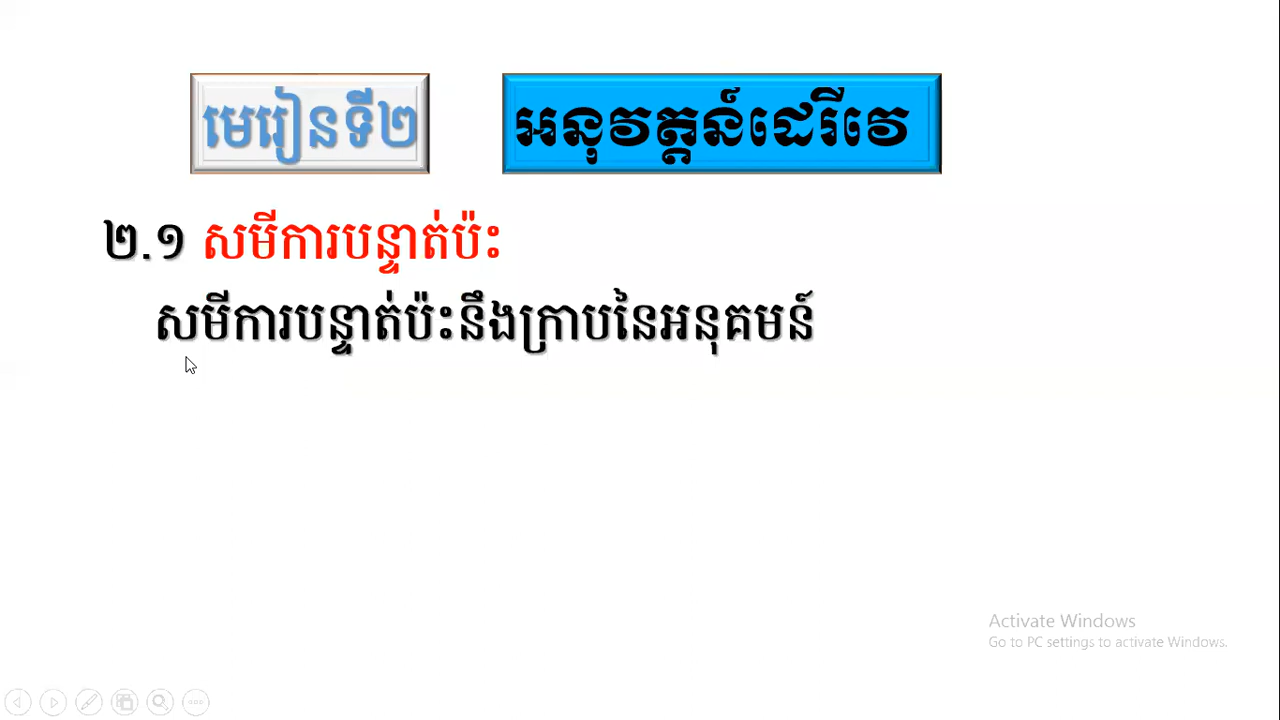 មេរៀនទី២
អនុវត្តន៍ដេរីវេ
២.១ សមីការបន្ទាត់ប៉ះ
សមីការបន្ទាត់ប៉ះនឹងក្រាបនៃអនុគមន៍
Activate Windows
Go to PC settings to activate Windows.